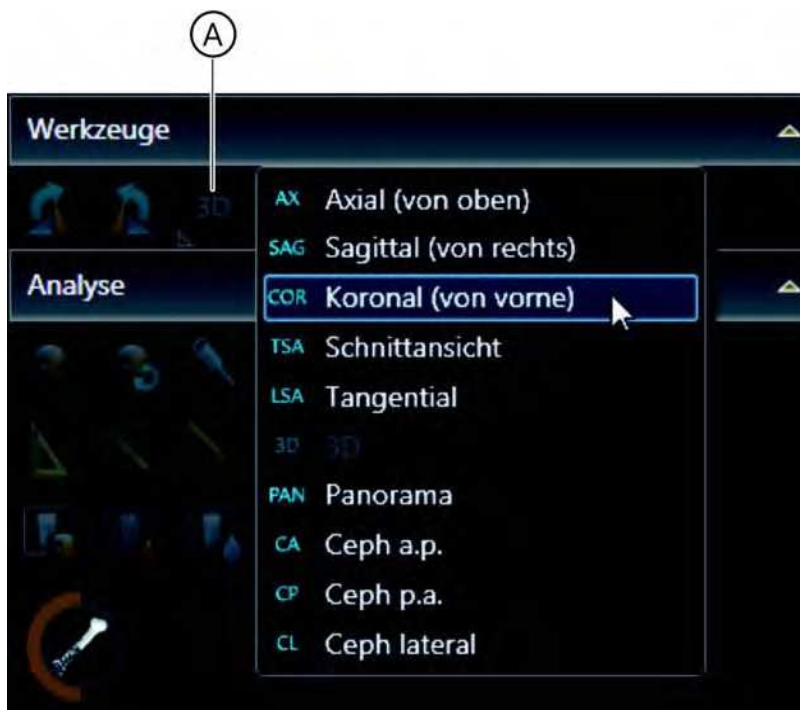 A
Werkzeuge
3D
AX Axial (von oben)
SAG Sagittal (von rechts)
Analyse
COR Koronal (von vorne)
TSA Schnittansicht
LSA Tangential
3D 3D
PAN Panorama
CA Ceph a.p.
CP Ceph p.a.
CL Ceph lateral